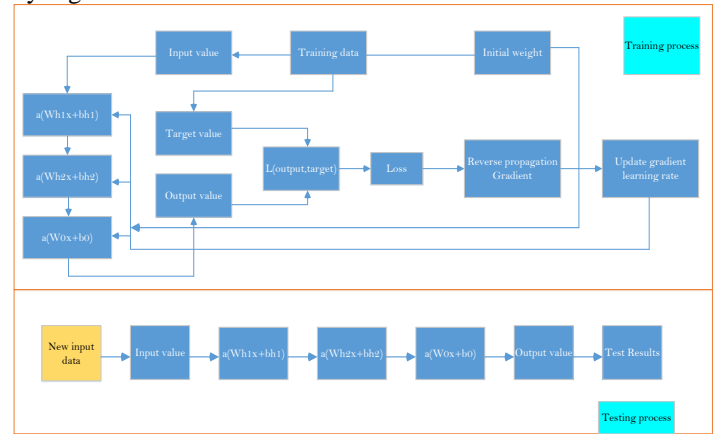 Input value
Training data
Initial weight
Training process
a(Wh1x+bh1)
Target value
a(Wh2x+bh2)
L(output,target)
Loss
Reverse propagation
Gradient
Update gradient
learning rate
Output value
a(W0x+b0)
New input
data
Input value
a(Wh1x+bh1)
a(Wh2x+bh2)
a(W0x+b0)
Output value
Test Results
Testing process